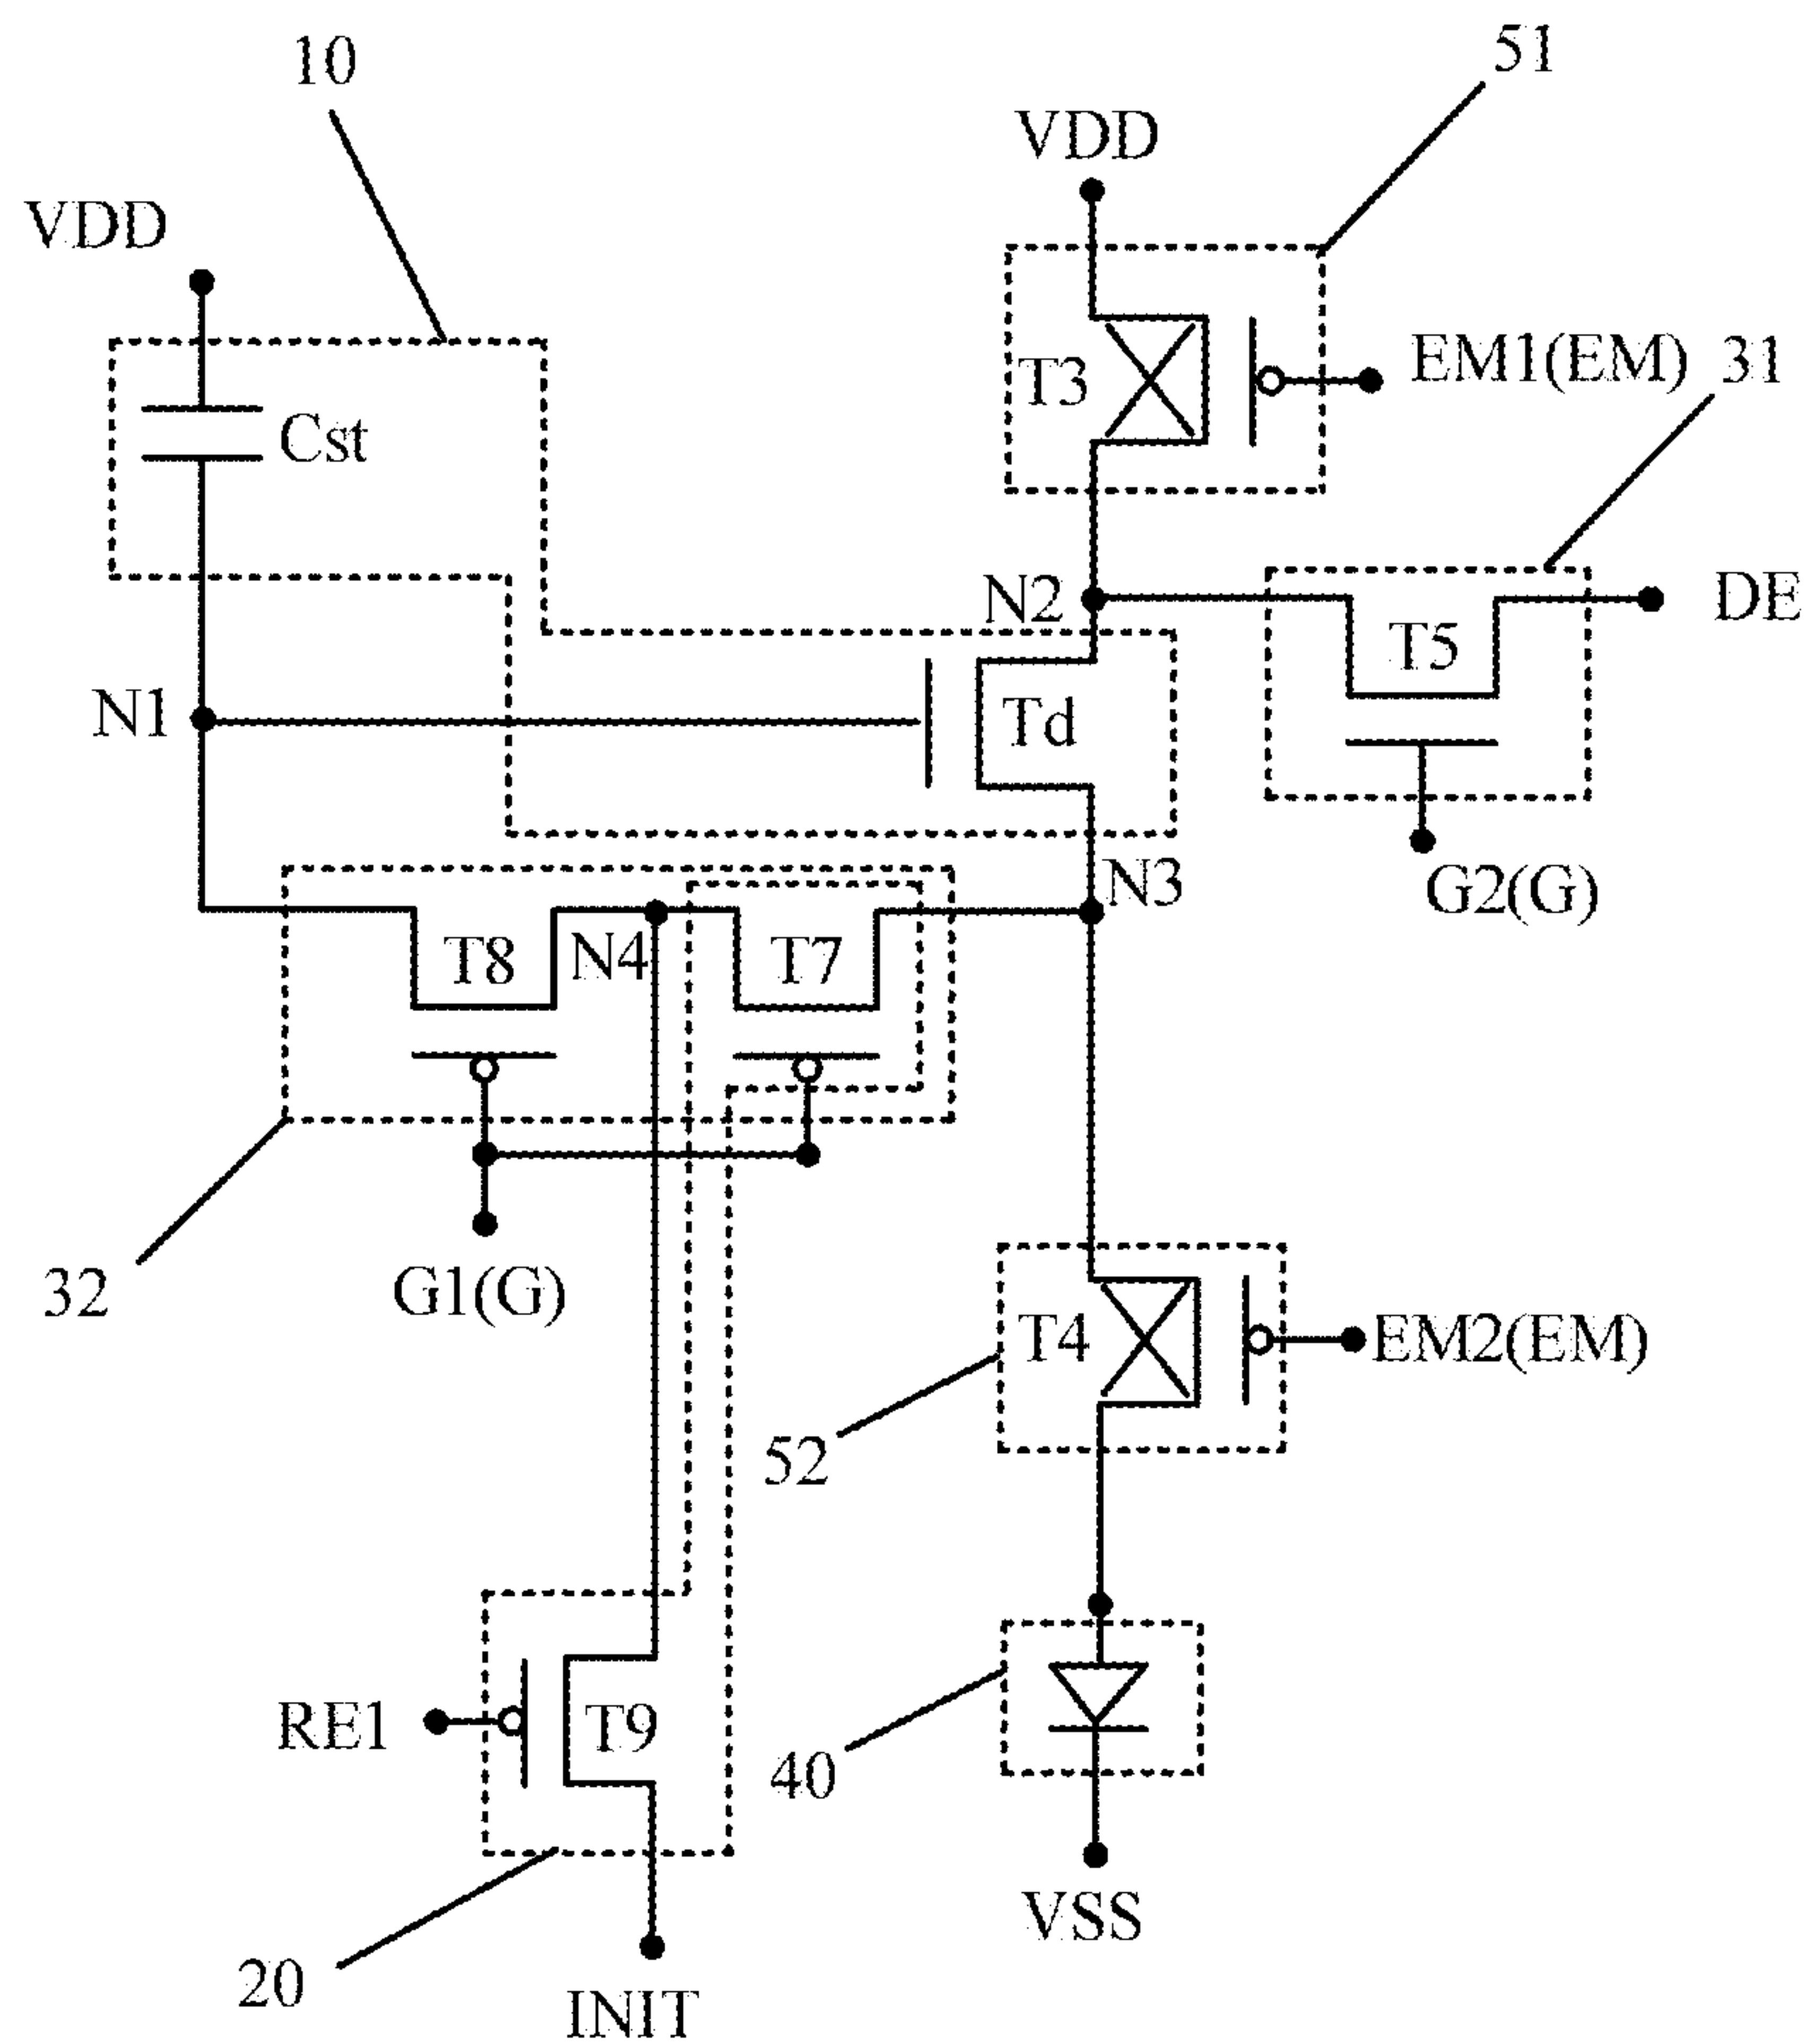 10
51
VDD
VDD
T3
EM1(EM)
31
Cst
N2
DE
T5
N1
Td
N3
G2(G)
T8
N4
T7
32
G1(G)
T4
EM2(EM)
52
RE1
T9
40
VSS
20
INIT